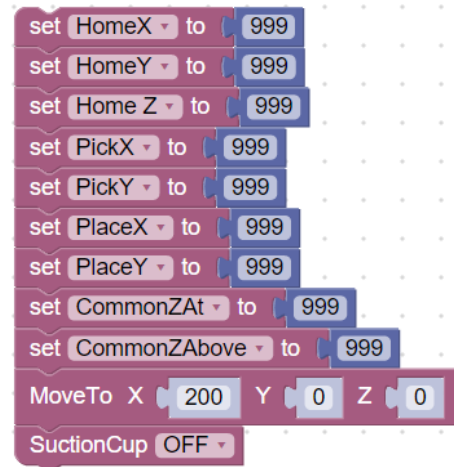 set HomeX to 999
set HomeY to 999
set Home Z to 999
set PickX to 999
set PickY to 999
set PlaceX to 999
set PlaceY to 999
set CommonZAt to 999
set CommonZAbove to 999
MoveTo X 200 Y 0 Z 0
SuctionCup OFF